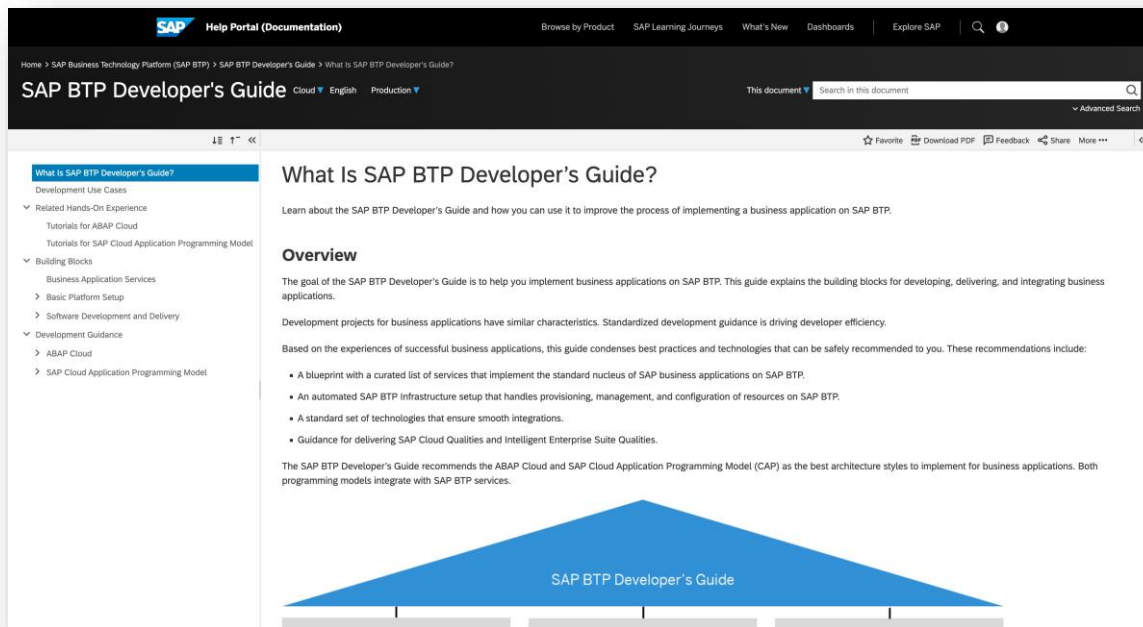 SAP Help Portal (Documentation) Browse by Product SAP Learning Journeys What's New Dashboards Explore SAP
Home > SAP Business Technology Platform (SAP BTP) > SAP BTP Developer's Guide > What Is SAP BTP Developer's Guide?
SAP BTP Developer's Guide Cloud English Production This document Search in this document
Advanced Search
Favorite Download PDF Feedback Share More •••
What Is SAP BTP Developer's Guide?
Development Use Cases
Related Hands-On Experience
Tutorials for ABAP Cloud
Tutorials for SAP Cloud Application Programming Model
Building Blocks
Business Application Services
Basic Platform Setup
Software Development and Delivery
Development Guidance
ABAP Cloud
SAP Cloud Application Programming Model
What Is SAP BTP Developer's Guide?
Learn about the SAP BTP Developer's Guide and how you can use it to improve the process of implementing a business application on SAP BTP.
Overview
The goal of the SAP BTP Developer's Guide is to help you implement business applications on SAP BTP. This guide explains the building blocks for developing, delivering, and integrating business
applications.
Development projects for business applications have similar characteristics. Standardized development guidance is driving developer efficiency.
Based on the experiences of successful business applications, this guide condenses best practices and technologies that can be safely recommended to you. These recommendations include:
• A blueprint with a curated list of services that implement the standard nucleus of SAP business applications on SAP BTP.
• An automated SAP BTP Infrastructure setup that handles provisioning, management, and configuration of resources on SAP BTP.
• A standard set of technologies that ensure smooth integrations.
• Guidance for delivering SAP Cloud Qualities and Intelligent Enterprise Suite Qualities.
The SAP BTP Developer's Guide recommends the ABAP Cloud and SAP Cloud Application Programming Model (CAP) as the best architecture styles to implement for business applications. Both
programming models integrate with SAP BTP services.
SAP BTP Developer's Guide